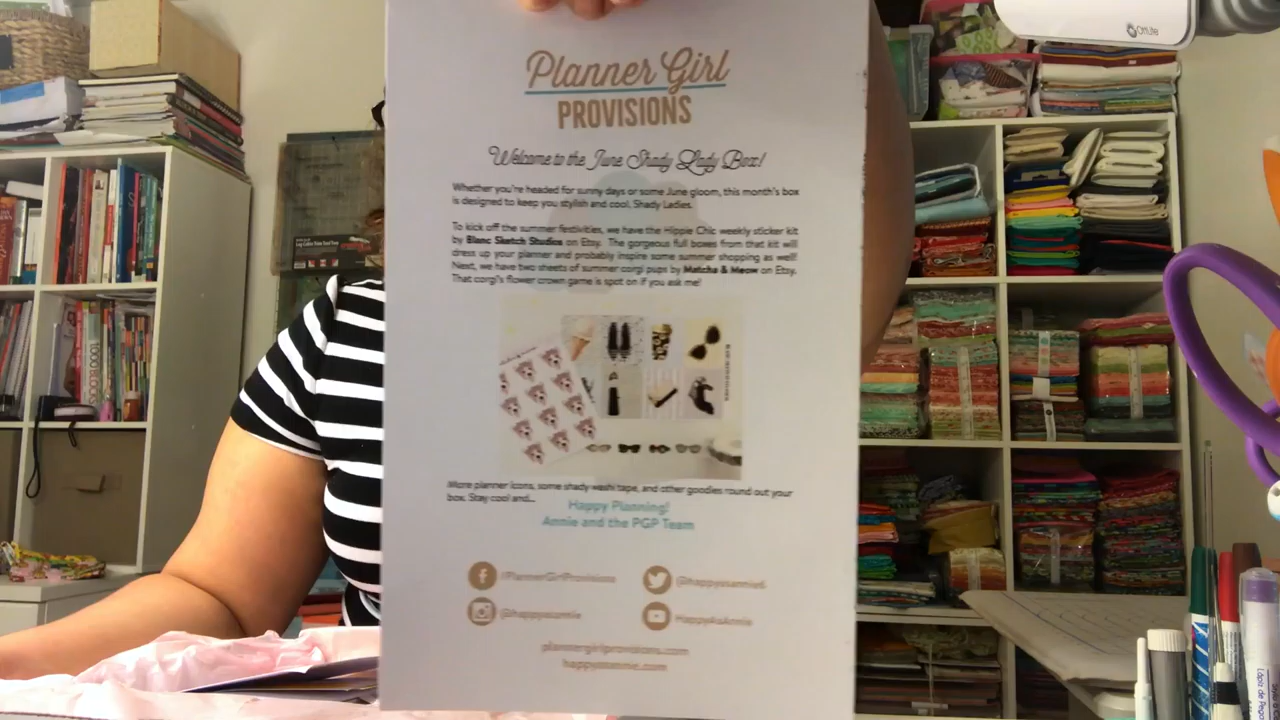 OttLite
Planner Girl
PROVISIONS
Welcome to the June Shady Lady Box!
Whether you're headed for sunny days or some June gloom, this month's box
is designed to keep you stylish and cool, Shady Ladies.
To kick off the summer festivities, we have the Hippie Chic weekly sticker kit
by Blanc Sketch Studios on Etsy. The gorgeous full boxes from that kit will
dress up your planner and probably inspire some summer shopping as well!
Next, we have two sheets of summer corgi pups by Matcha & Meow on Etsy.
That corgi's flower crown game is spot on if you ask me!
More planner icons, some shady washi tape, and other goodies round out your
box. Stay cool and...
Happy Planning!
Annie and the PGP Team
/PlannerGirlProvisions
@happyasannie
HappyAsAnnie
plannergirlprovisions.com
happyasannie.com